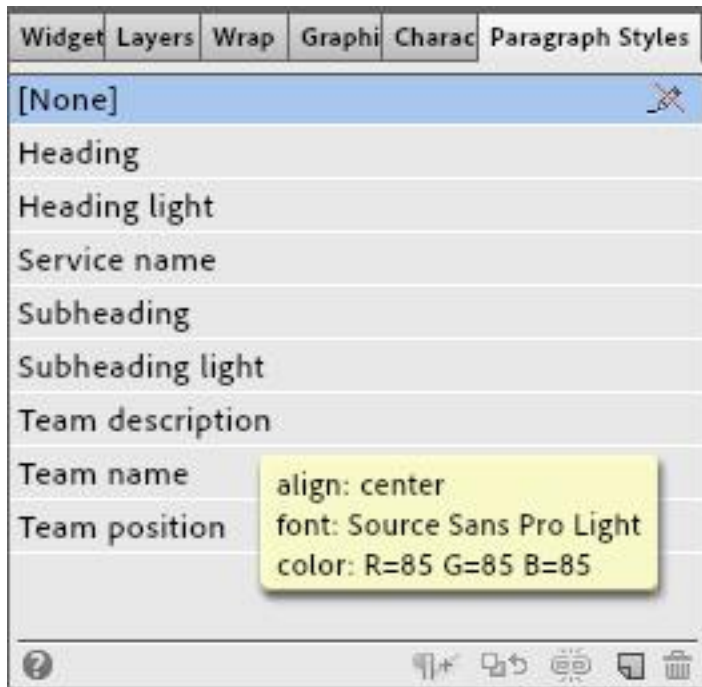 Widget Layers Wrap Graphi Charac Paragraph Styles
[None]
Heading
Heading light
Service name
Subheading
Subheading light
Team description
Team name
Team position
align: center
font: Source Sans Pro Light
color: R=85 G=85 B=85